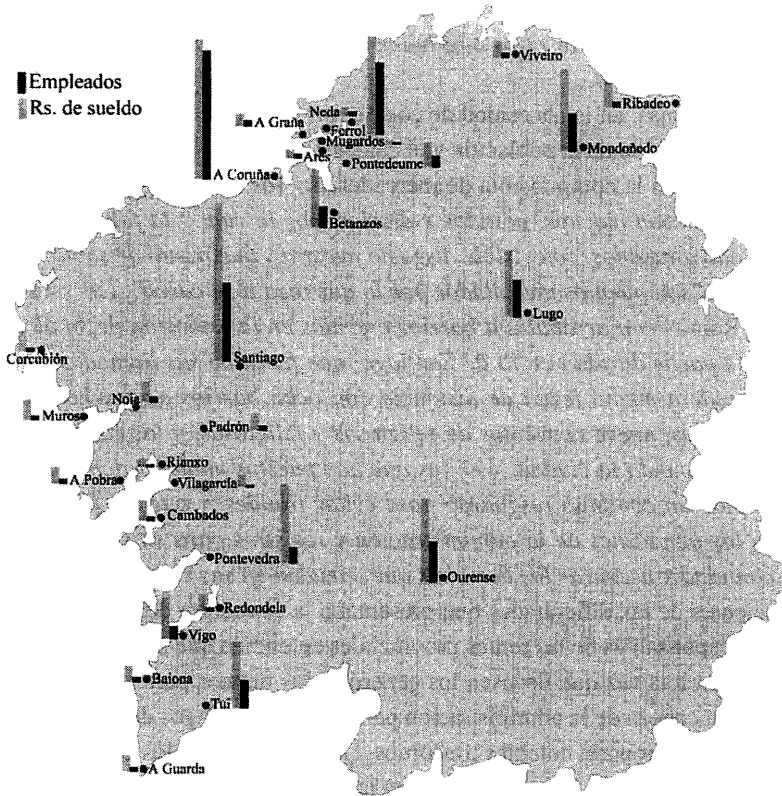 Empleados
Rs. de sueldo
Viveiro
Ribadeo
Neda
A Graña
Ferrol
Mugardos
Mondoñedo
Ares
Pontedeume
A Coruña
Betanzos
Lugo
Corcubión
Santiago
Noia
Muros
Padrón
Rianxo
A Pobra
Vilagarcía
Cambados
Pontevedra
Ourense
Redondela
Vigo
Baiona
Tui
A Guarda